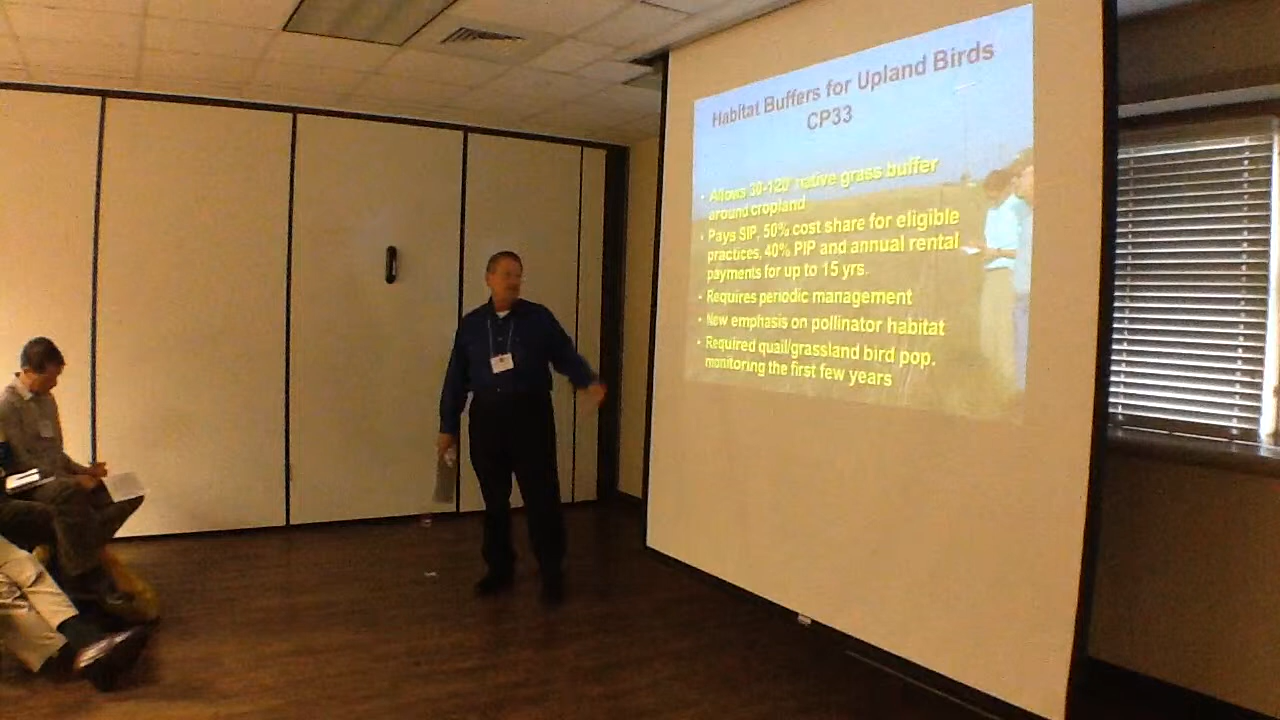 Habitat Buffers for Upland Birds
CP33
• Allows 30-120' native grass buffer
around cropland
• Pays SIP, 50% cost share for eligible
practices, 40% PIP and annual rental
payments for up to 15 yrs.
• Requires periodic management
• New emphasis on pollinator habitat
• Required quail/grassland bird pop.
monitoring the first few years